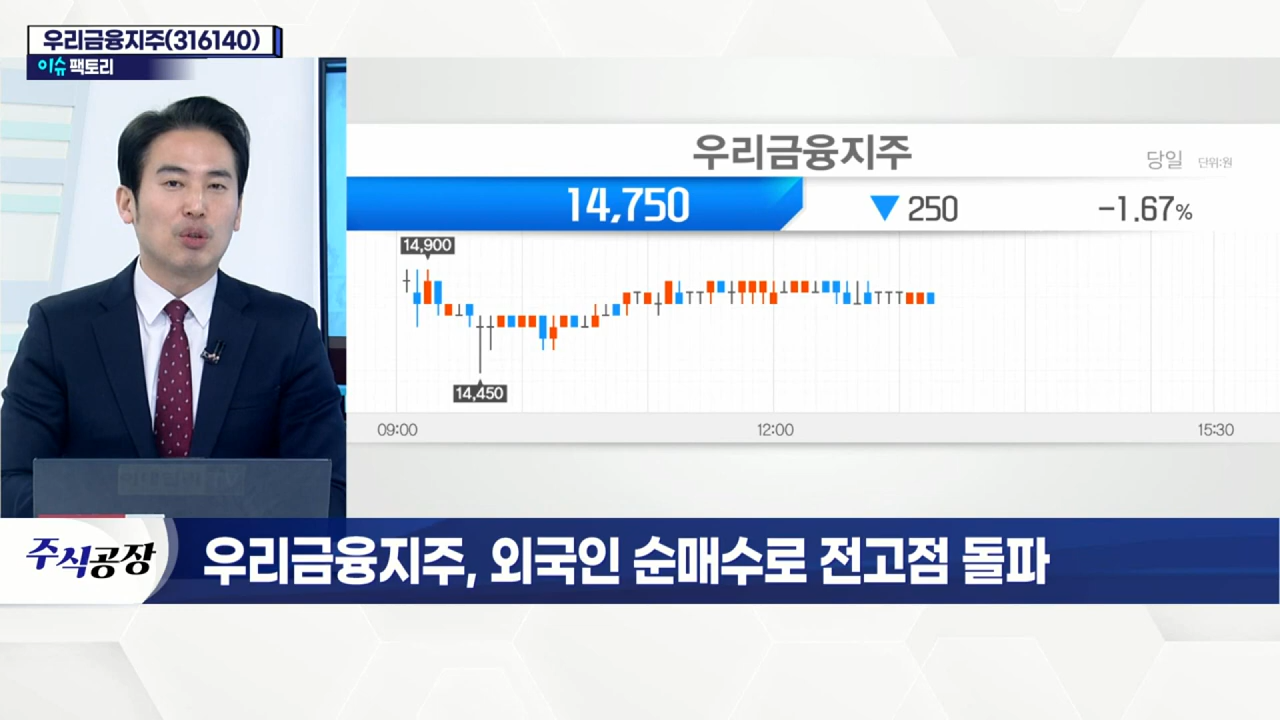 우리금융지주(316140)
이슈 팩토리
우리금융지주
당일 단위:원
14,750 ▼ 250 -1.67%
14,900
14,450
09:00 12:00 15:30
주식공장
우리금융지주, 외국인 순매수로 전고점 돌파